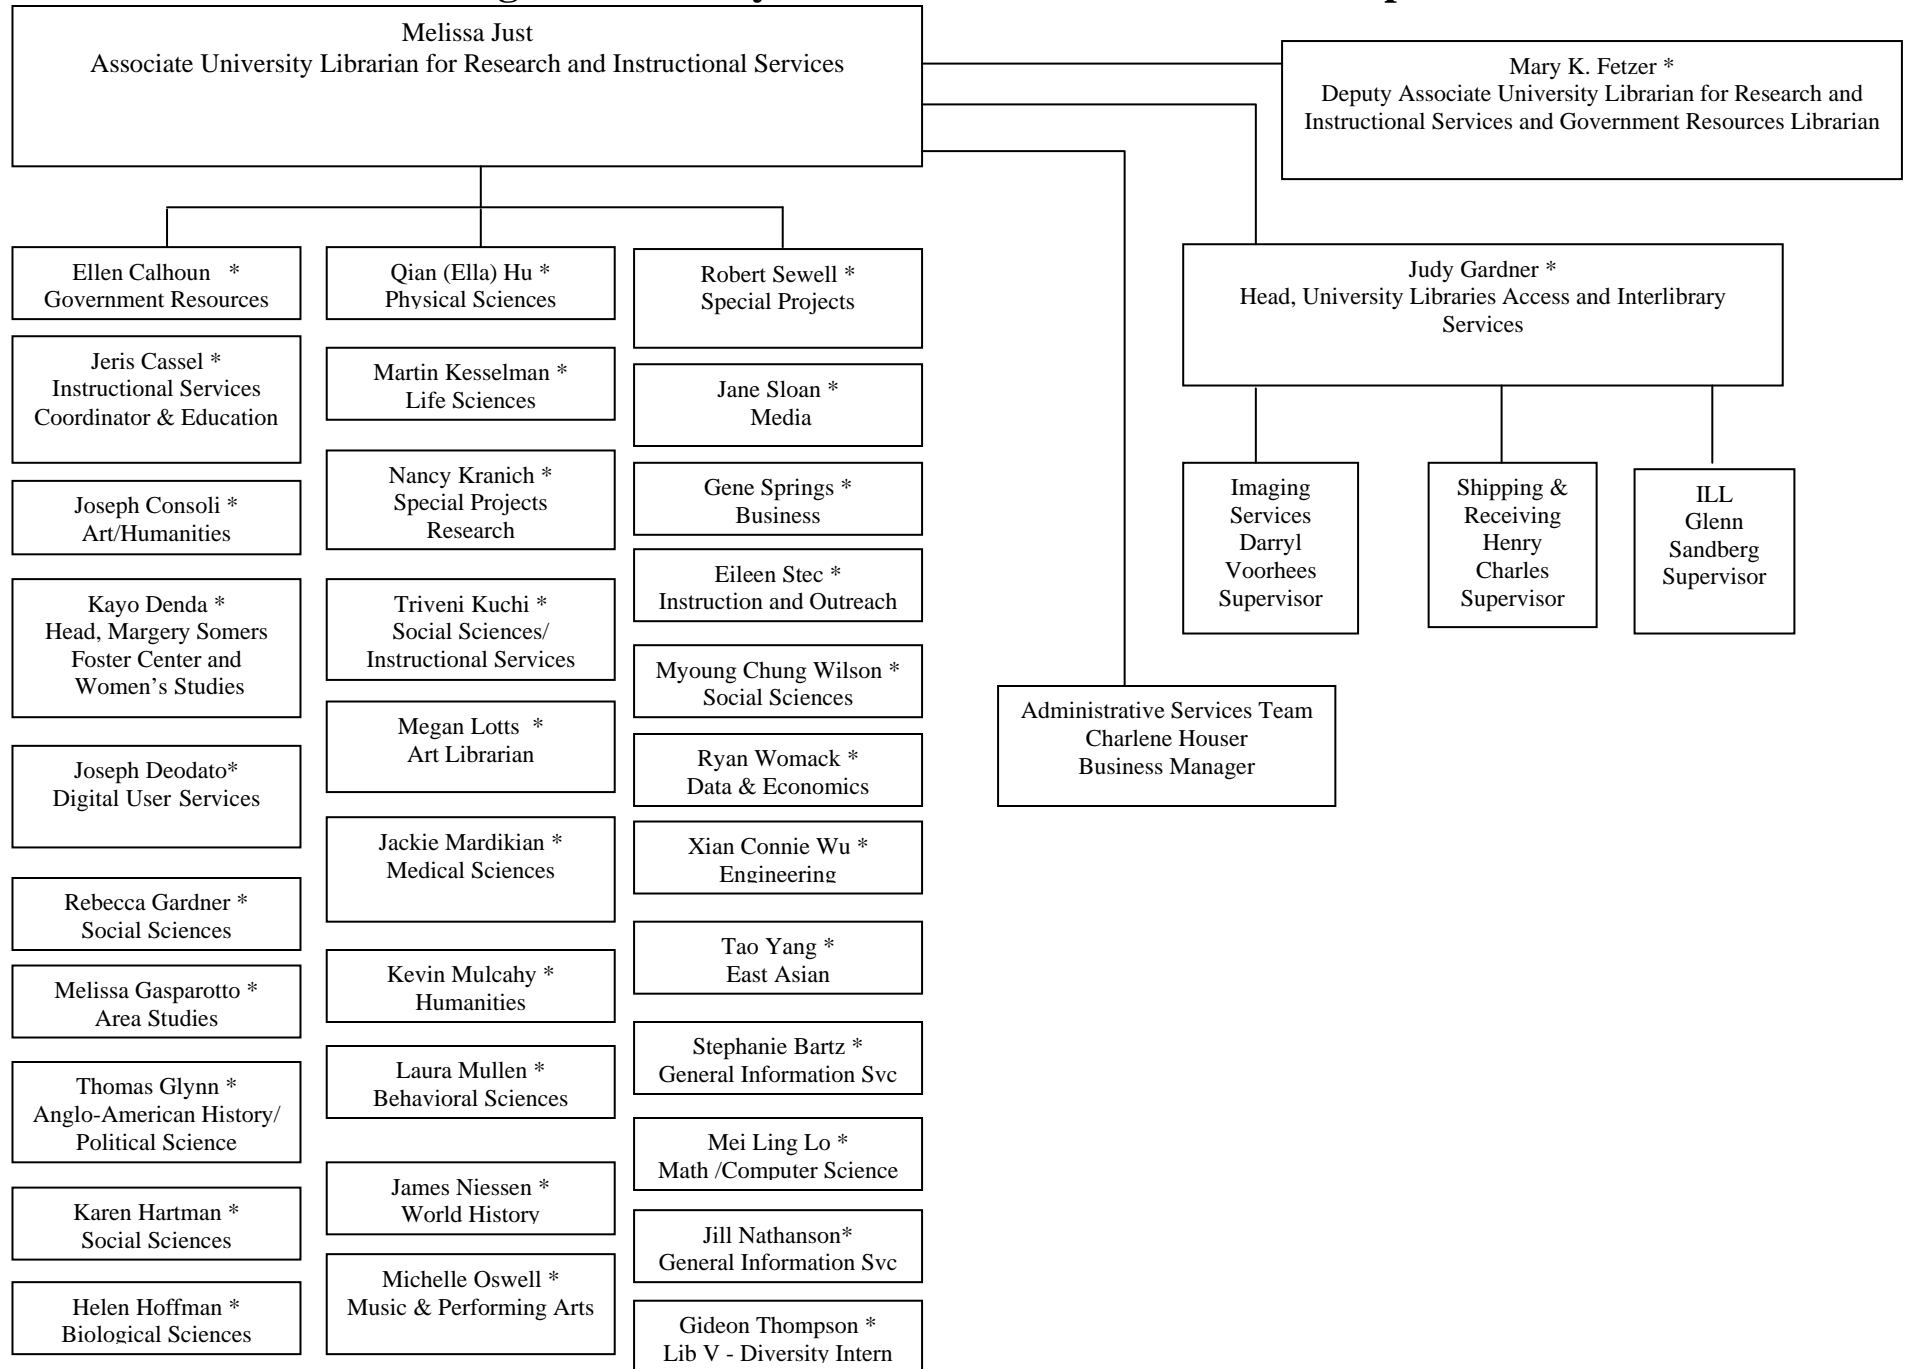 Melissa Just
Associate University Librarian for Research and Instructional Services
Mary K. Fetzer *
Deputy Associate University Librarian for Research and
Instructional Services and Government Resources Librarian
Judy Gardner *
Head, University Libraries Access and Interlibrary
Services
Imaging
Services
Darryl
Voorhees
Supervisor
Shipping &
Receiving
Henry
Charles
Supervisor
ILL
Glenn
Sandberg
Supervisor
Administrative Services Team
Charlene Houser
Business Manager
Ellen Calhoun *
Government Resources
Jeris Cassel *
Instructional Services
Coordinator & Education
Joseph Consoli *
Art/Humanities
Kayo Denda *
Head, Margery Somers
Foster Center and
Women’s Studies
Joseph Deodato*
Digital User Services
Rebecca Gardner *
Social Sciences
Melissa Gasparotto *
Area Studies
Thomas Glynn *
Anglo-American History/
Political Science
Karen Hartman *
Social Sciences
Helen Hoffman *
Biological Sciences
Qian (Ella) Hu *
Physical Sciences
Martin Kesselman *
Life Sciences
Nancy Kranich *
Special Projects
Research
Triveni Kuchi *
Social Sciences/
Instructional Services
Megan Lotts *
Art Librarian
Jackie Mardikian *
Medical Sciences
Kevin Mulcahy *
Humanities
Laura Mullen *
Behavioral Sciences
James Niessen *
World History
Michelle Oswell *
Music & Performing Arts
Robert Sewell *
Special Projects
Jane Sloan *
Media
Gene Springs *
Business
Eileen Stec *
Instruction and Outreach
Myoung Chung Wilson *
Social Sciences
Ryan Womack *
Data & Economics
Xian Connie Wu *
Engineering
Tao Yang *
East Asian
Stephanie Bartz *
General Information Svc
Mei Ling Lo *
Math /Computer Science
Jill Nathanson*
General Information Svc
Gideon Thompson *
Lib V - Diversity Intern